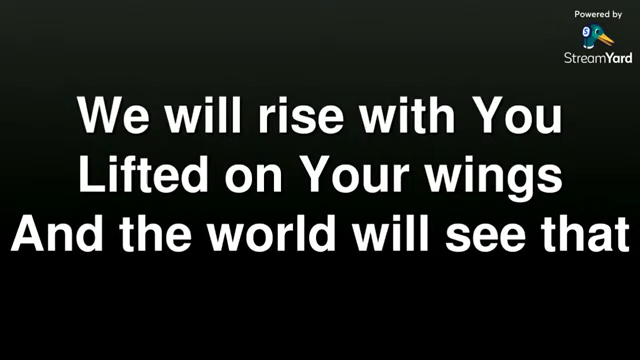 Powered by
StreamYard
We will rise with You
Lifted on Your wings
And the world will see that